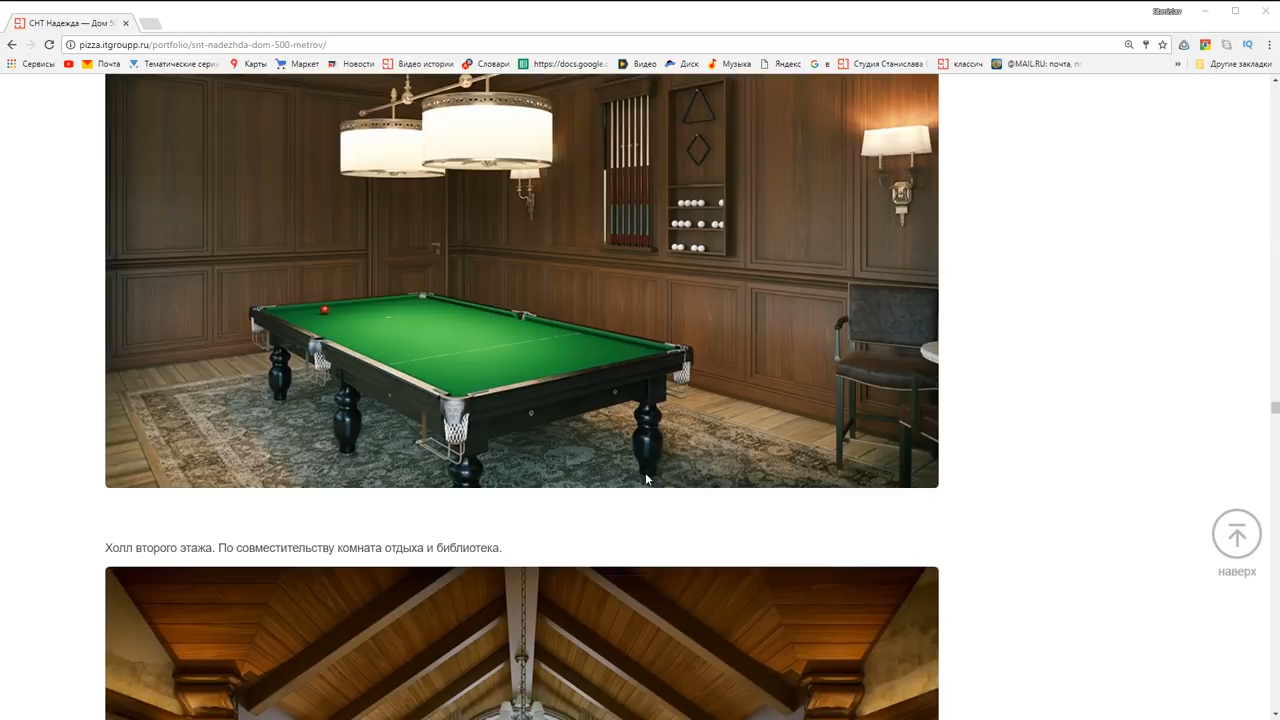 СНТ Надежда — Дом 5
Stanislav
pizza.itgroupp.ru/portfolio/snt-nadezhda-dom-500-metrov/
Сервисы Почта Тематические сери Карты Маркет Новости Видео истории Словари https://docs.google.c Видео Диск Музыка Яндекс в Студия Станислава классич @MAIL.RU: почта, по » Другие закладки
Холл второго этажа. По совместительству комната отдыха и библиотека.
наверх